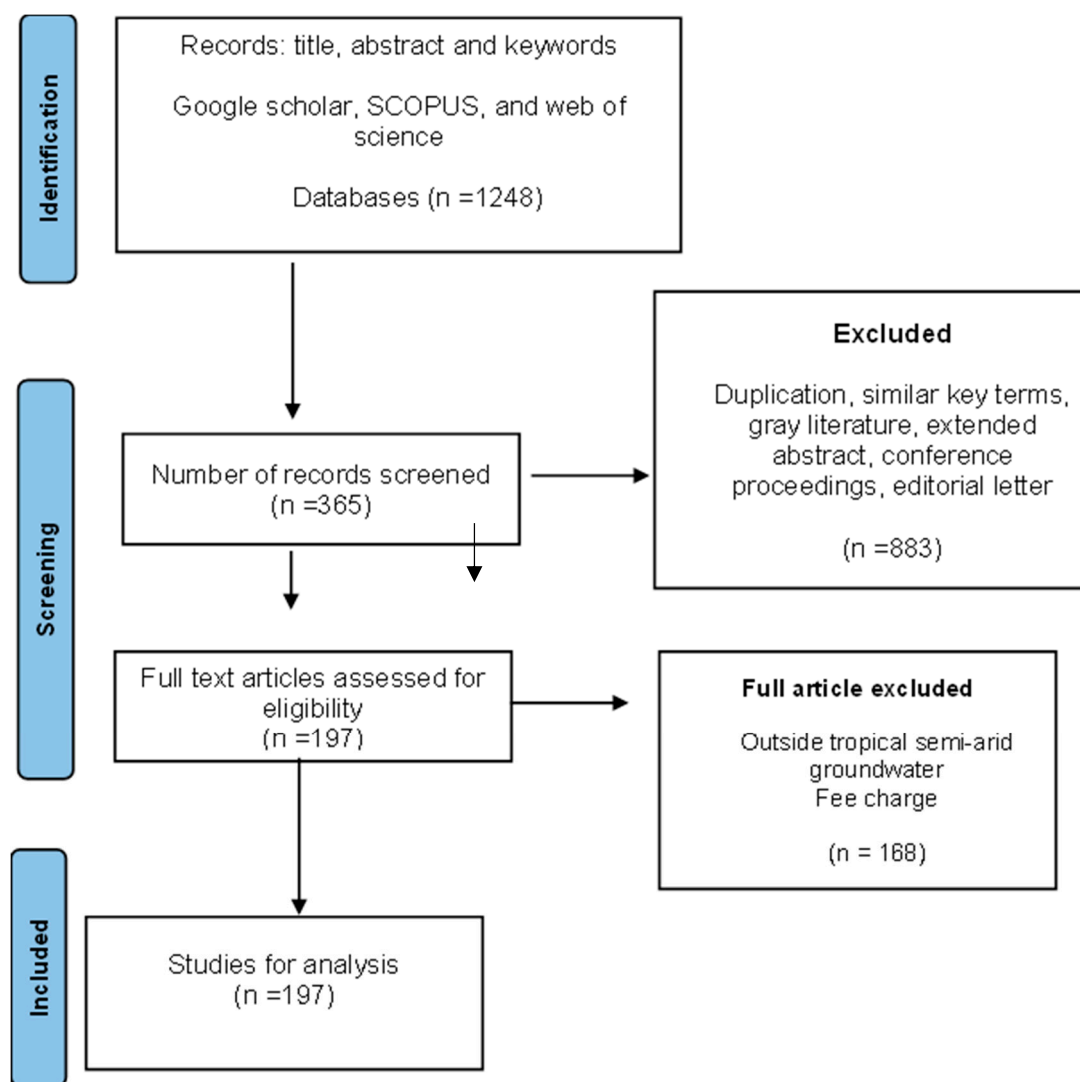 Identification
Records: title, abstract and keywords
Google scholar, SCOPUS, and web of
science
Databases (n =1248)
Excluded
Duplication, similar key terms,
gray literature, extended
abstract, conference
proceedings, editorial letter
(n =883)
Screening
Number of records screened
(n =365)
Full text articles assessed for
eligibility
(n =197)
Full article excluded
Outside tropical semi-arid
groundwater
Fee charge
(n = 168)
Included
Studies for analysis
(n =197)